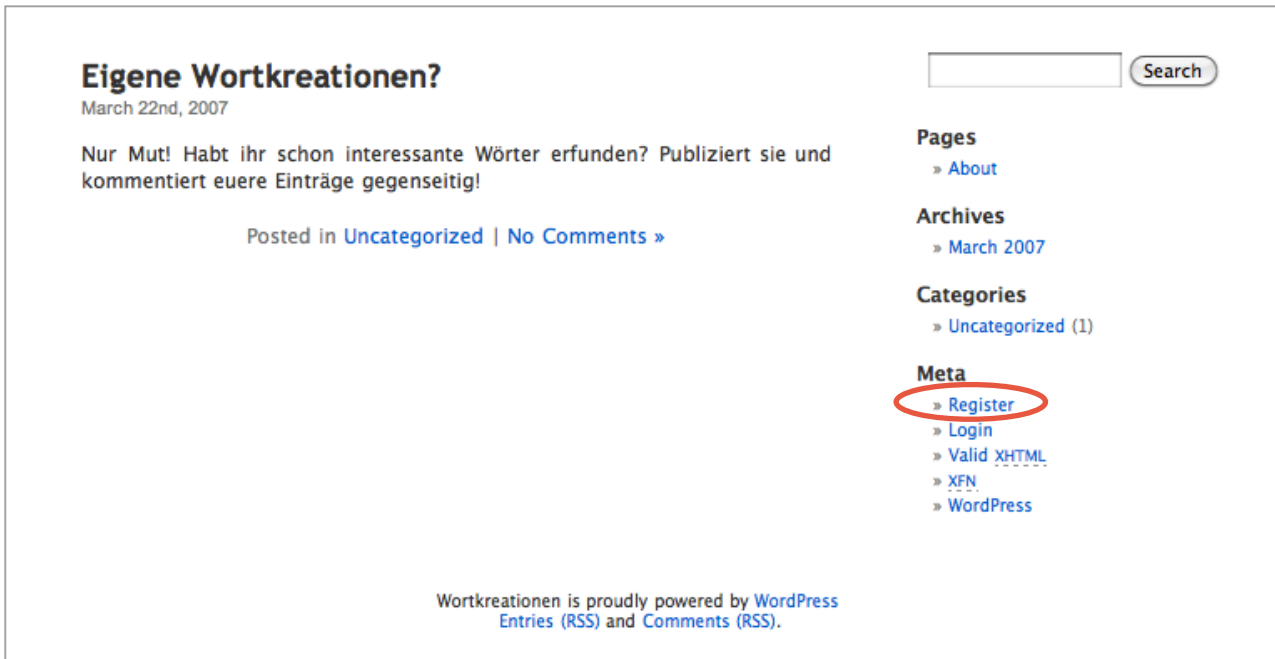 Eigene Wortkreationen?
March 22nd, 2007
Nur Mut! Habt ihr schon interessante Wörter erfunden? Publiziert sie und
kommentiert euere Einträge gegenseitig!
Posted in Uncategorized | No Comments »
Search
Pages
» About
Archives
» March 2007
Categories
» Uncategorized (1)
Meta
» Register
» Login
» Valid XHTML
» XFN
» WordPress
Wortkreationen is proudly powered by WordPress
Entries (RSS) and Comments (RSS).